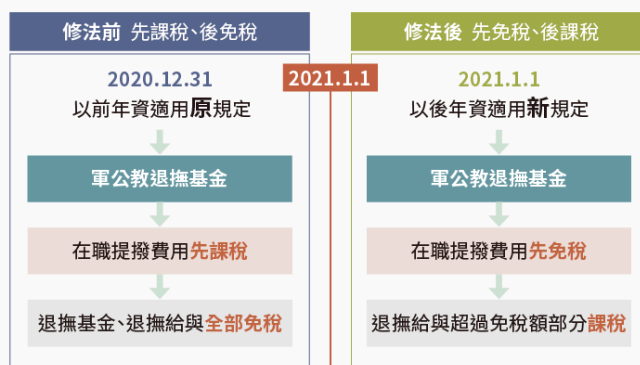 修法前 先課稅、後免稅
2020.12.31
以前年資適用原規定
軍公教退撫基金
在職提撥費用先課稅
退撫基金、退撫給與全部免稅
2021.1.1
修法後 先免稅、後課稅
2021.1.1
以後年資適用新規定
軍公教退撫基金
在職提撥費用先免稅
退撫給與超過免稅額部分課稅